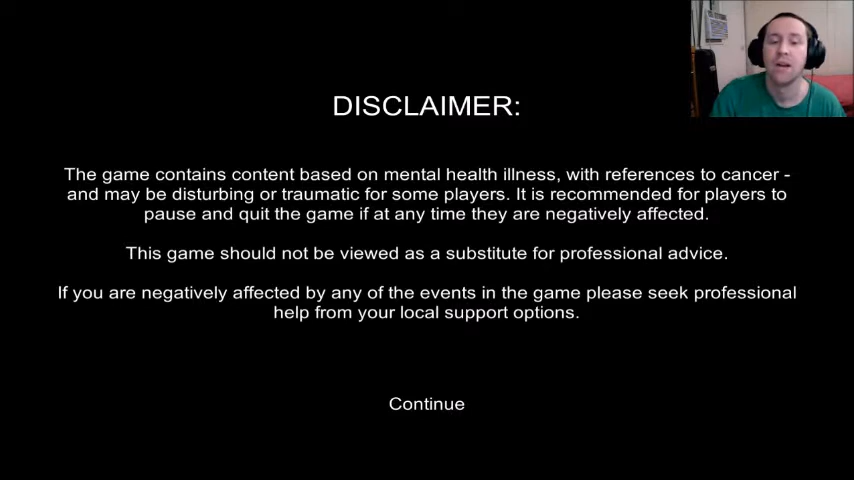 DISCLAIMER:
The game contains content based on mental health illness, with references to cancer -
and may be disturbing or traumatic for some players. It is recommended for players to
pause and quit the game if at any time they are negatively affected.
This game should not be viewed as a substitute for professional advice.
If you are negatively affected by any of the events in the game please seek professional
help from your local support options.
Continue